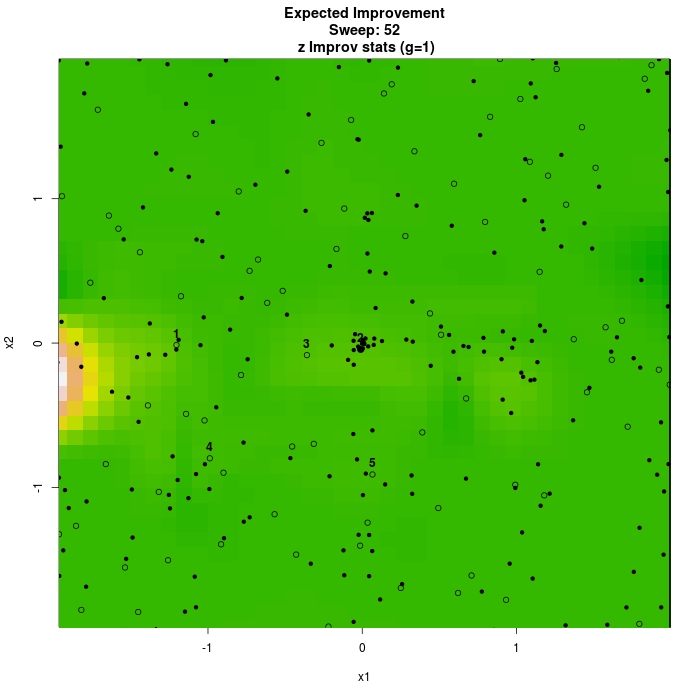 Expected Improvement
Sweep: 52
z Improv stats (g=1)
1
1
2
0
3
x2
4
5
-1
-1
0
1
x1